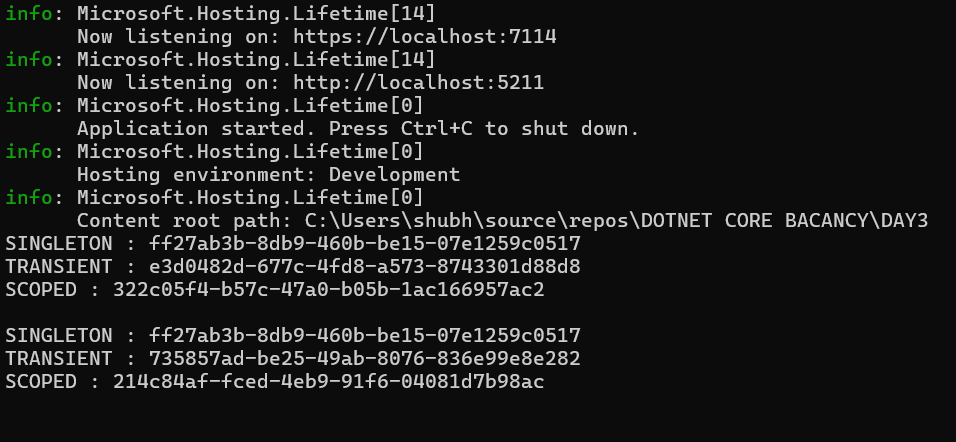 info: Microsoft.Hosting.Lifetime[14]
      Now listening on: https://localhost:7114
info: Microsoft.Hosting.Lifetime[14]
      Now listening on: http://localhost:5211
info: Microsoft.Hosting.Lifetime[0]
      Application started. Press Ctrl+C to shut down.
info: Microsoft.Hosting.Lifetime[0]
      Hosting environment: Development
info: Microsoft.Hosting.Lifetime[0]
      Content root path: C:\Users\shubh\source\repos\DOTNET CORE BACANCY\DAY3
SINGLETON : ff27ab3b-8db9-460b-be15-07e1259c0517
TRANSIENT : e3d0482d-677c-4fd8-a573-8743301d88d8
SCOPED : 322c05f4-b57c-47a0-b05b-1ac166957ac2

SINGLETON : ff27ab3b-8db9-460b-be15-07e1259c0517
TRANSIENT : 735857ad-be25-49ab-8076-836e99e8e282
SCOPED : 214c84af-fced-4eb9-91f6-04081d7b98ac